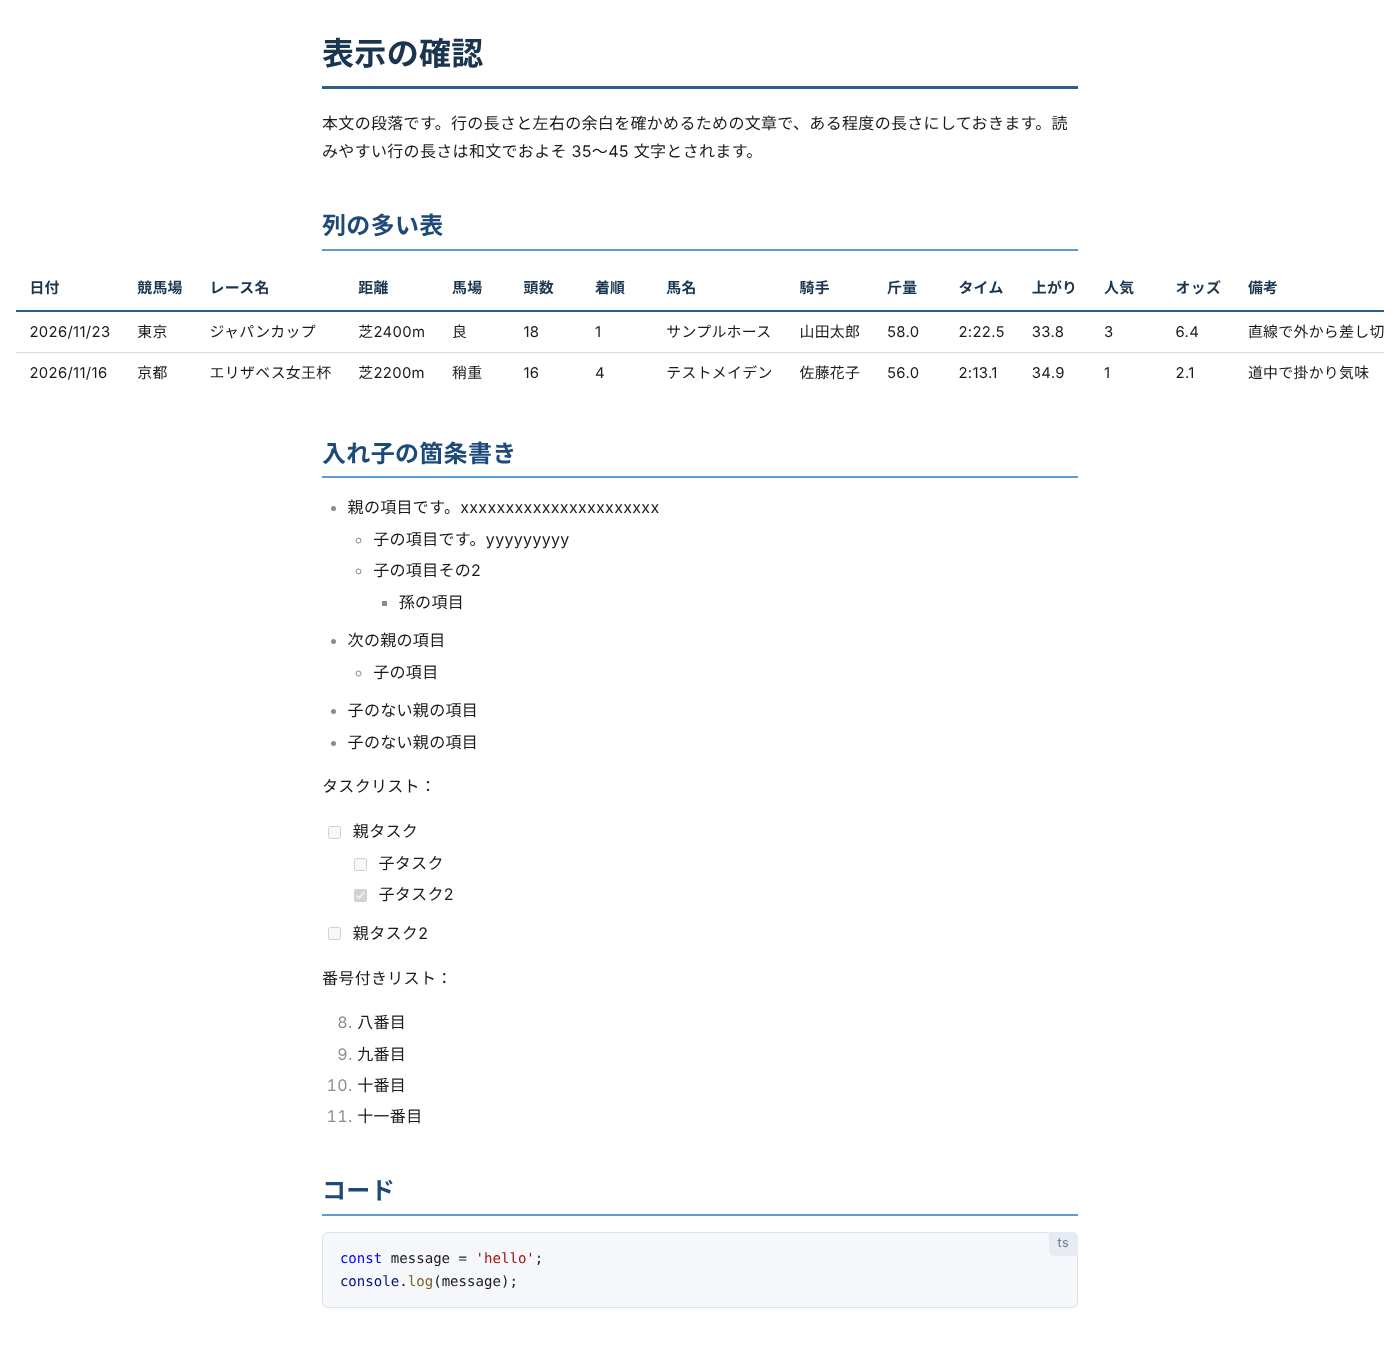 表示の確認
本文の段落です。行の長さと左右の余白を確かめるための文章で、ある程度の長さにしておきます。読
みやすい行の長さは和文でおよそ 35〜45 文字とされます。
列の多い表
日付 競馬場 レース名 距離 馬場 頭数 着順 馬名 騎手 斤量 タイム 上がり 人気 オッズ 備考
2026/11/23 東京 ジャパンカップ 芝2400m 良 18 1 サンプルホース 山田太郎 58.0 2:22.5 33.8 3 6.4 直線で外から差し切
2026/11/16 京都 エリザベス女王杯 芝2200m 稍重 16 4 テストメイデン 佐藤花子 56.0 2:13.1 34.9 1 2.1 道中で掛かり気味
入れ子の箇条書き
親の項目です。xxxxxxxxxxxxxxxxxxxxxx
子の項目です。yyyyyyyyy
子の項目その2
孫の項目
次の親の項目
子の項目
子のない親の項目
子のない親の項目
タスクリスト：
親タスク
子タスク
子タスク2
親タスク2
番号付きリスト：
8. 八番目
9. 九番目
10. 十番目
11. 十一番目
コード
ts
const message = 'hello';
console.log(message);